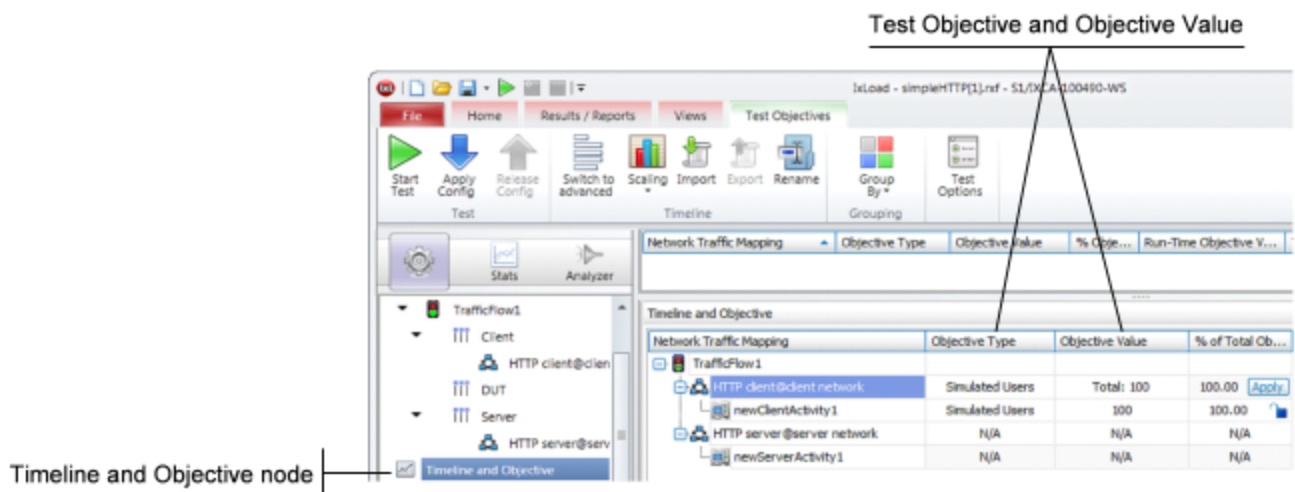 Test Objective and Objective Value
IxLoad - simpleHTTP[1].rxf - S1/IXCA-100490-WS
File Home Results / Reports Views Test Objectives
Start Test
Apply Config
Release Config
Switch to advanced
Scaling
Import
Export
Rename
Group By
Test Options
Test Timeline Grouping
Network Traffic Mapping Objective Type Objective Value % Obje... Run-Time Objective V...
Stats Analyzer
TrafficFlow1
Client
HTTP client@clien
DUT
Server
HTTP server@serv
Timeline and Objective
Timeline and Objective
Network Traffic Mapping Objective Type Objective Value % of Total Ob...
TrafficFlow1
HTTP client@client network Simulated Users Total: 100 100.00 Apply
newClientActivity1 Simulated Users 100 100.00
HTTP server@server network N/A N/A N/A
newServerActivity1 N/A N/A N/A
Timeline and Objective node